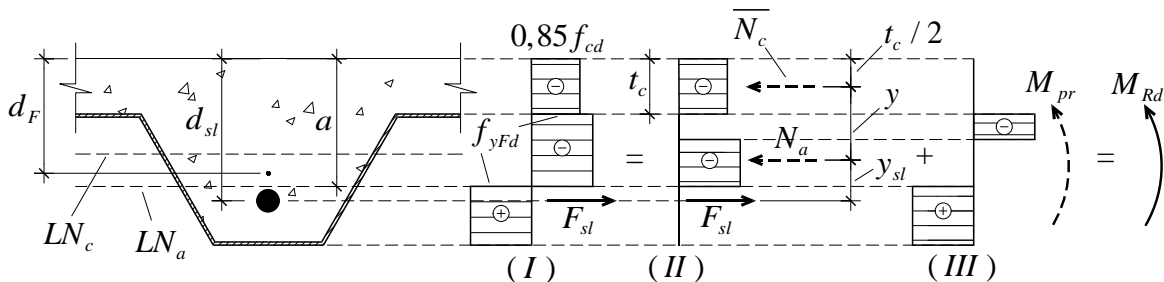 0,85 f_cd
N̅_c
t_c / 2
t_c
d_F
d_sl
a
f_yFd
y
M_pr
M_Rd
=
N_a
+
=
y_sl
LN_c
LN_a
F_sl
F_sl
(I)
(II)
(III)